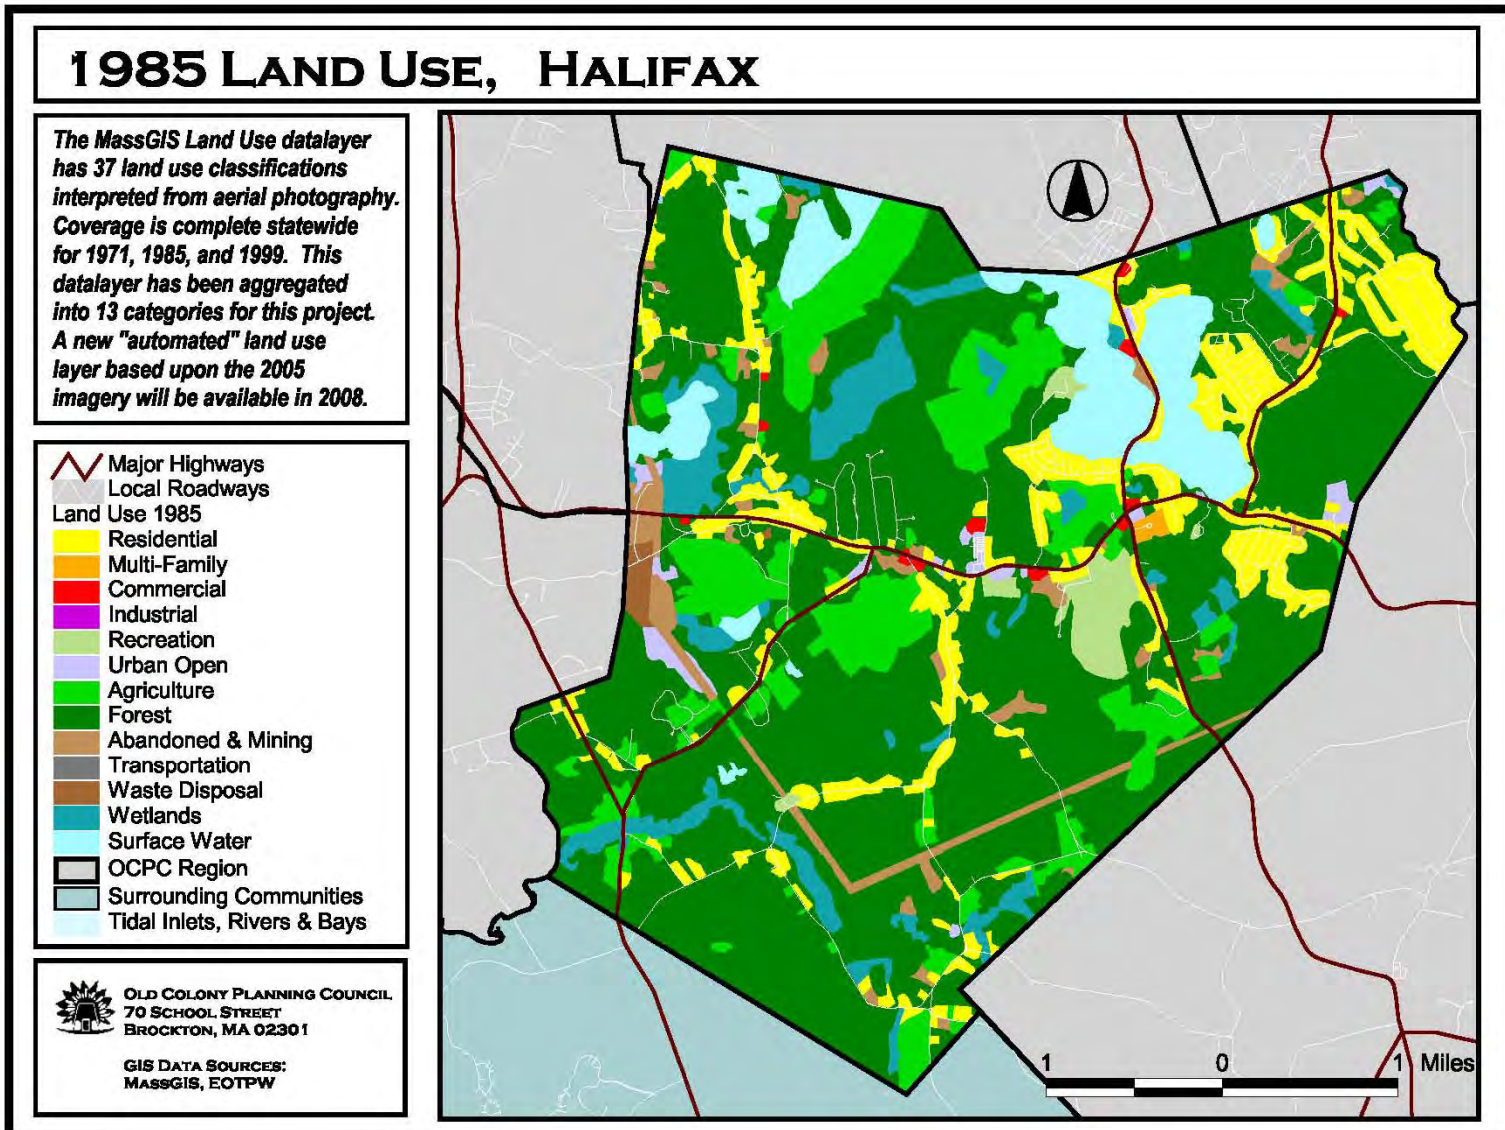 1985 LAND USE, HALIFAX
The MassGIS Land Use datalayer
has 37 land use classifications
interpreted from aerial photography.
Coverage is complete statewide
for 1971, 1985, and 1999. This
datalayer has been aggregated
into 13 categories for this project.
A new "automated" land use
layer based upon the 2005
imagery will be available in 2008.
Major Highways
Local Roadways
Land Use 1985
Residential
Multi-Family
Commercial
Industrial
Recreation
Urban Open
Agriculture
Forest
Abandoned & Mining
Transportation
Waste Disposal
Wetlands
Surface Water
OCPC Region
Surrounding Communities
Tidal Inlets, Rivers & Bays
OLD COLONY PLANNING COUNCIL
70 SCHOOL STREET
BROCKTON, MA 02301
GIS DATA SOURCES:
MASSGIS, EOTPW
1 0 1 Miles